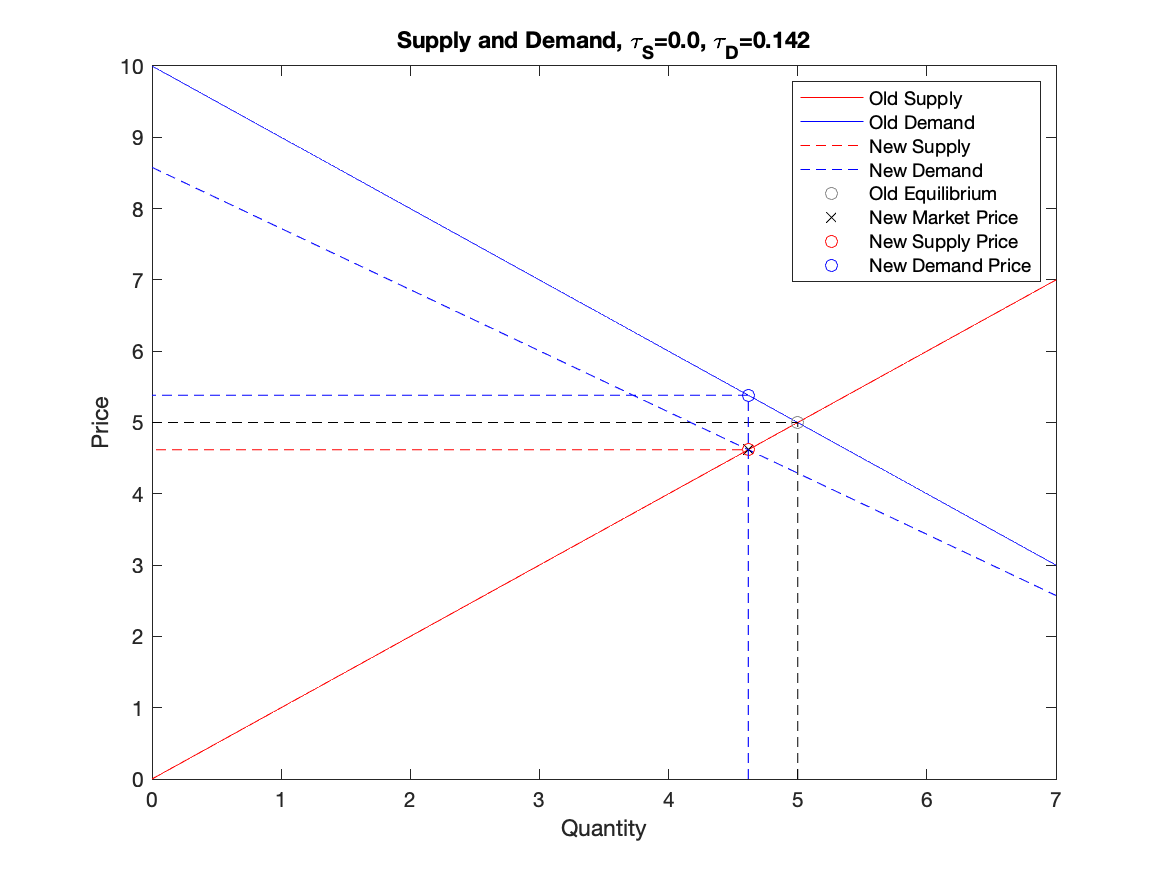 Supply and Demand, τS=0.0, τD=0.142
Old Supply
Old Demand
New Supply
New Demand
Old Equilibrium
New Market Price
New Supply Price
New Demand Price
Price
10
9
8
7
6
5
4
3
2
1
0
0 1 2 3 4 5 6 7
Quantity